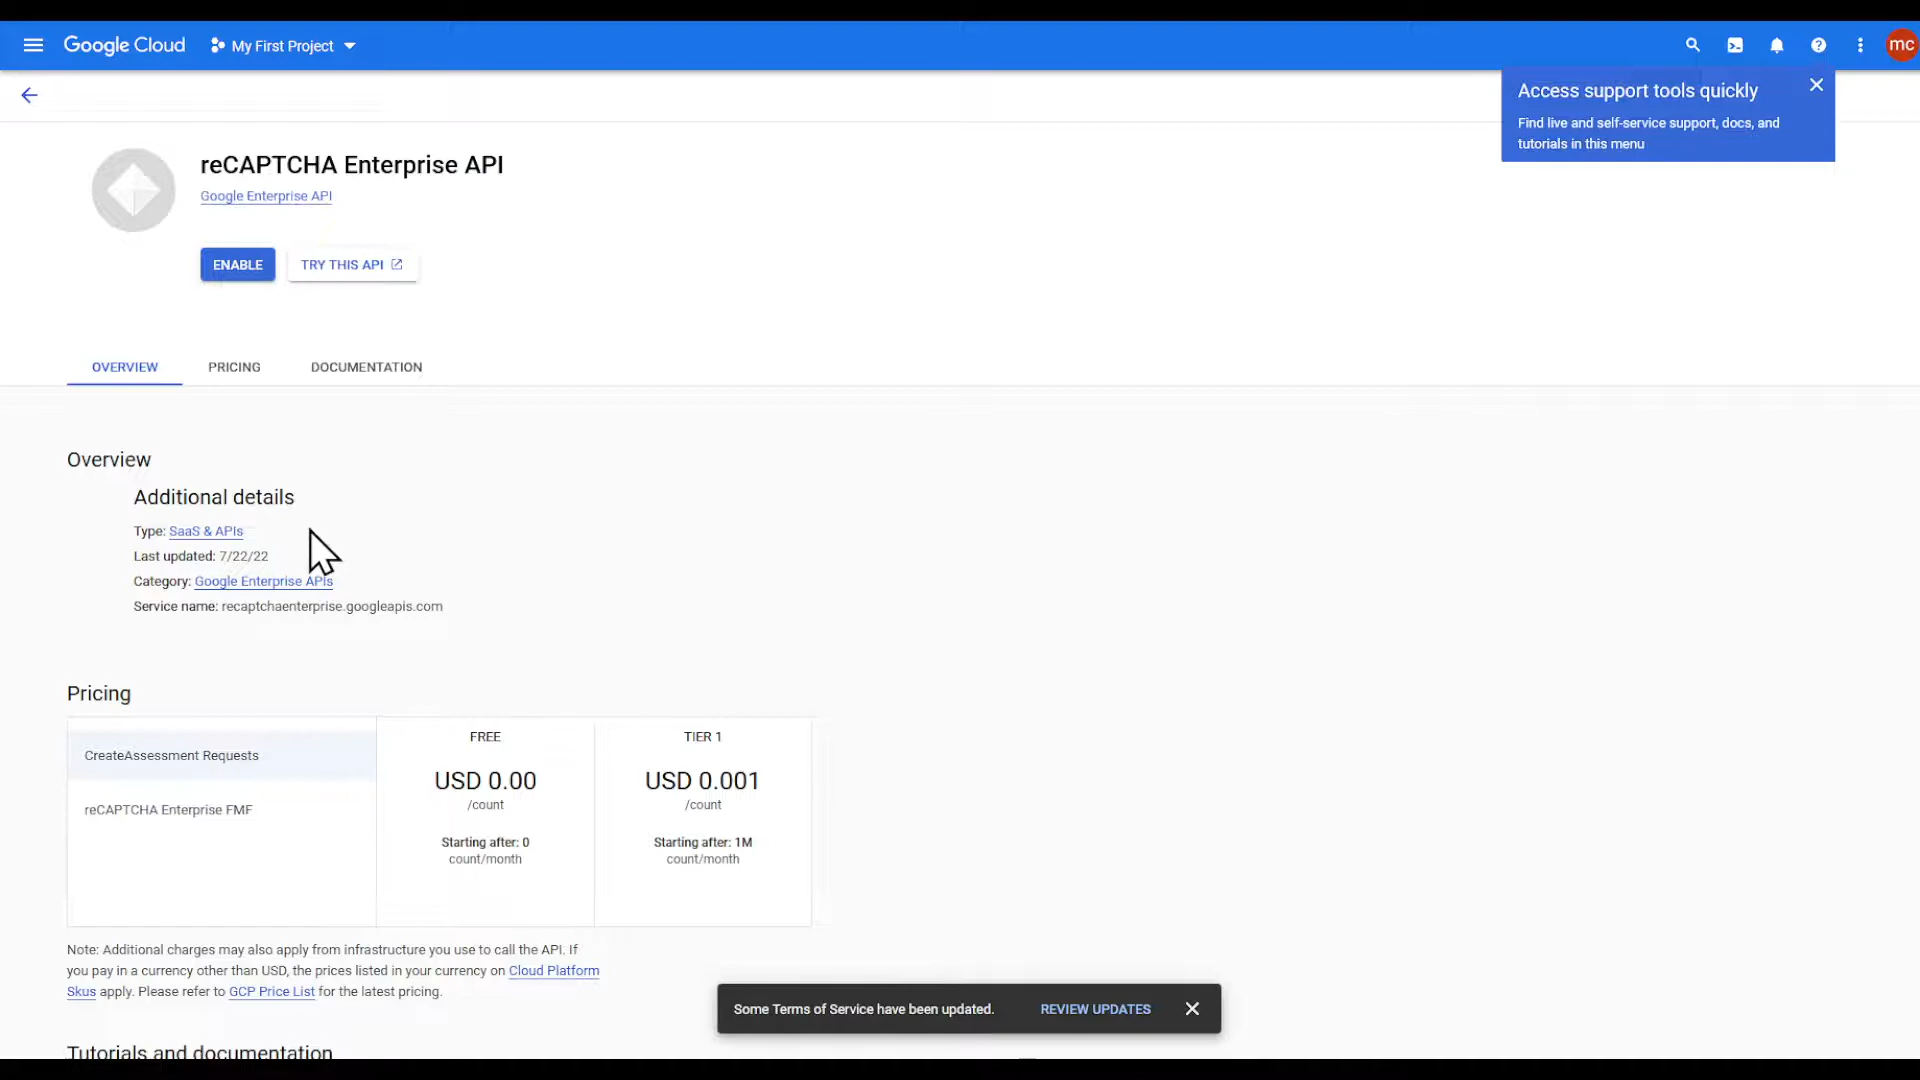 Google Cloud My First Project mc
Access support tools quickly
Find live and self-service support, docs, and
tutorials in this menu
reCAPTCHA Enterprise API
Google Enterprise API
ENABLE TRY THIS API
OVERVIEW PRICING DOCUMENTATION
Overview
Additional details
Type: SaaS & APIs
Last updated: 7/22/22
Category: Google Enterprise APIs
Service name: recaptchaenterprise.googleapis.com
Pricing
CreateAssessment Requests
reCAPTCHA Enterprise FMF
FREE
USD 0.00
/count
Starting after: 0
count/month
TIER 1
USD 0.001
/count
Starting after: 1M
count/month
Note: Additional charges may also apply from infrastructure you use to call the API. If
you pay in a currency other than USD, the prices listed in your currency on Cloud Platform
Skus apply. Please refer to GCP Price List for the latest pricing.
Some Terms of Service have been updated. REVIEW UPDATES
Tutorials and documentation